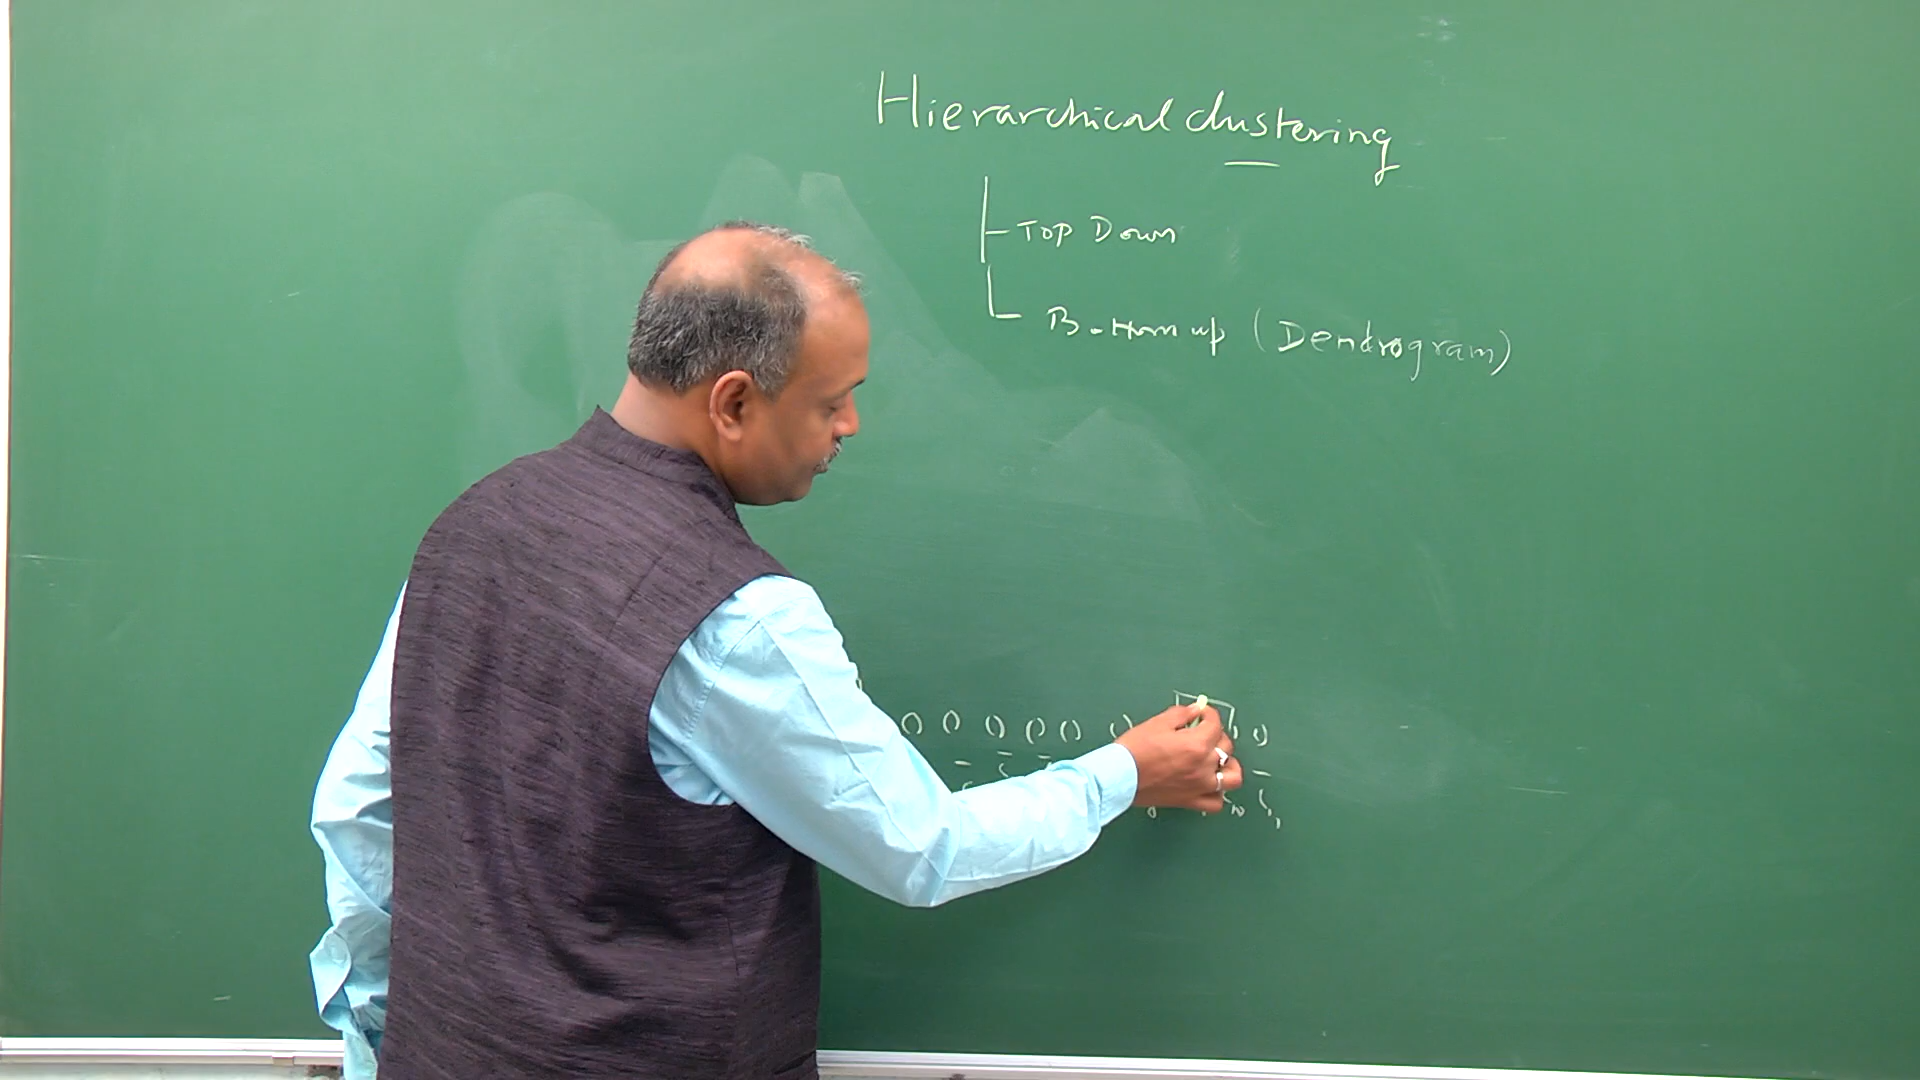 Hierarchical clustering
Top Down
Bottom up (Dendrogram)
() () () () () ( ()